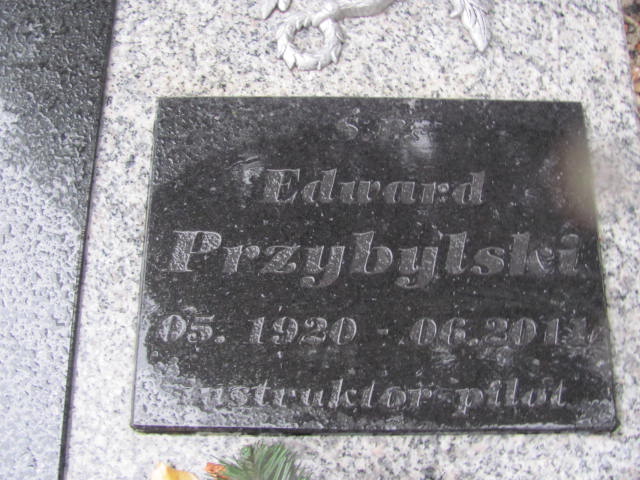 Ś.P.
Edward
Przybylski
05. 1920 - 06.2011
instruktor-pilot